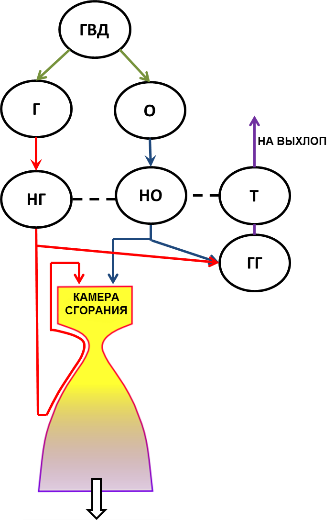 ГВД
Г
О
НА ВЫХЛОП
НГ
НО
Т
ГГ
КАМЕРА
СГОРАНИЯ